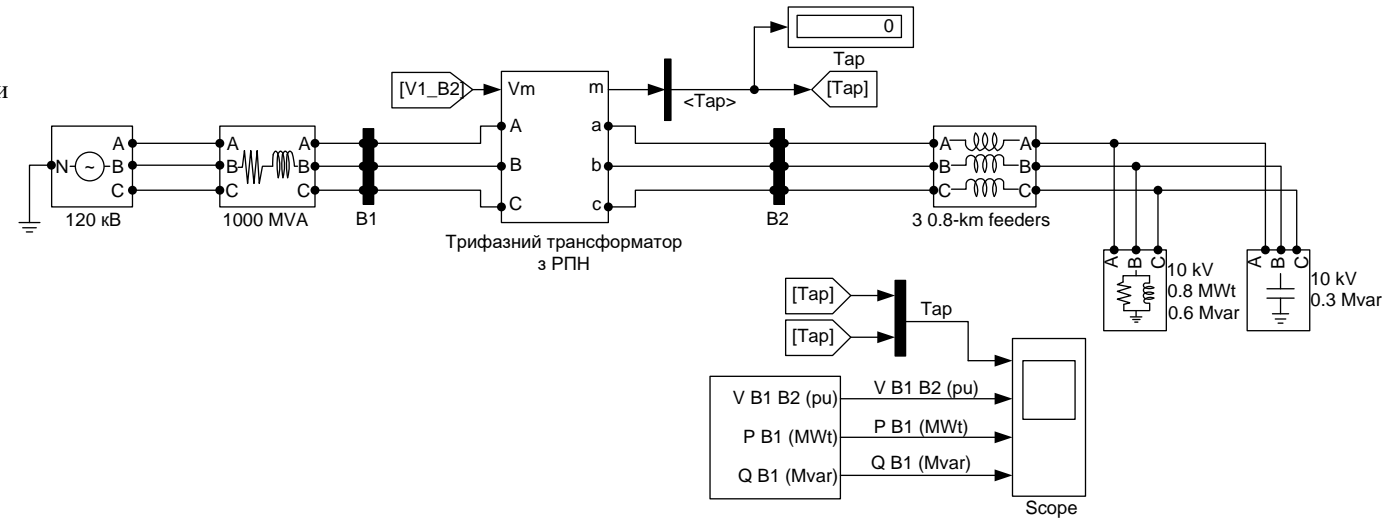 и
0
Tap
[V1_B2]
Vm
m
<Tap>
[Tap]
A
a
B
b
C
c
N
~
A
B
C
120 кВ
A
B
C
A
B
C
1000 MVA
B1
Трифазний трансформатор
з РПН
B2
A
B
C
A
B
C
3 0.8-km feeders
A
B
C
10 kV
0.8 MWt
0.6 Mvar
A
B
C
10 kV
0.3 Mvar
[Tap]
[Tap]
Tap
V B1 B2 (pu)
V B1 B2 (pu)
P B1 (MWt)
P B1 (MWt)
Q B1 (Mvar)
Q B1 (Mvar)
Scope